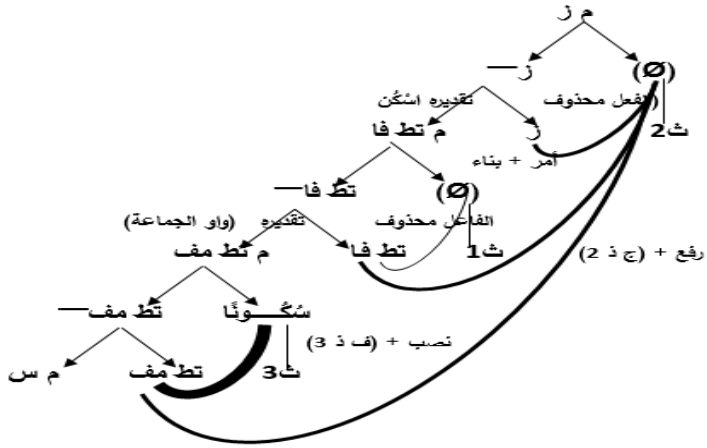 م ز
(Ø) ز—
الفعل محذوف تقديره اسْكُن
ث2 ز م تط فا
أمر + بناء
(Ø) تط فا—
الفاعل محذوف تقديره (واو الجماعة)
ث1 تط فا م تط مف
رفع + (ج ذ 2)
سُكُـــونًا تط مف—
نصب + (ف ذ 3)
ث3 تط مف م س